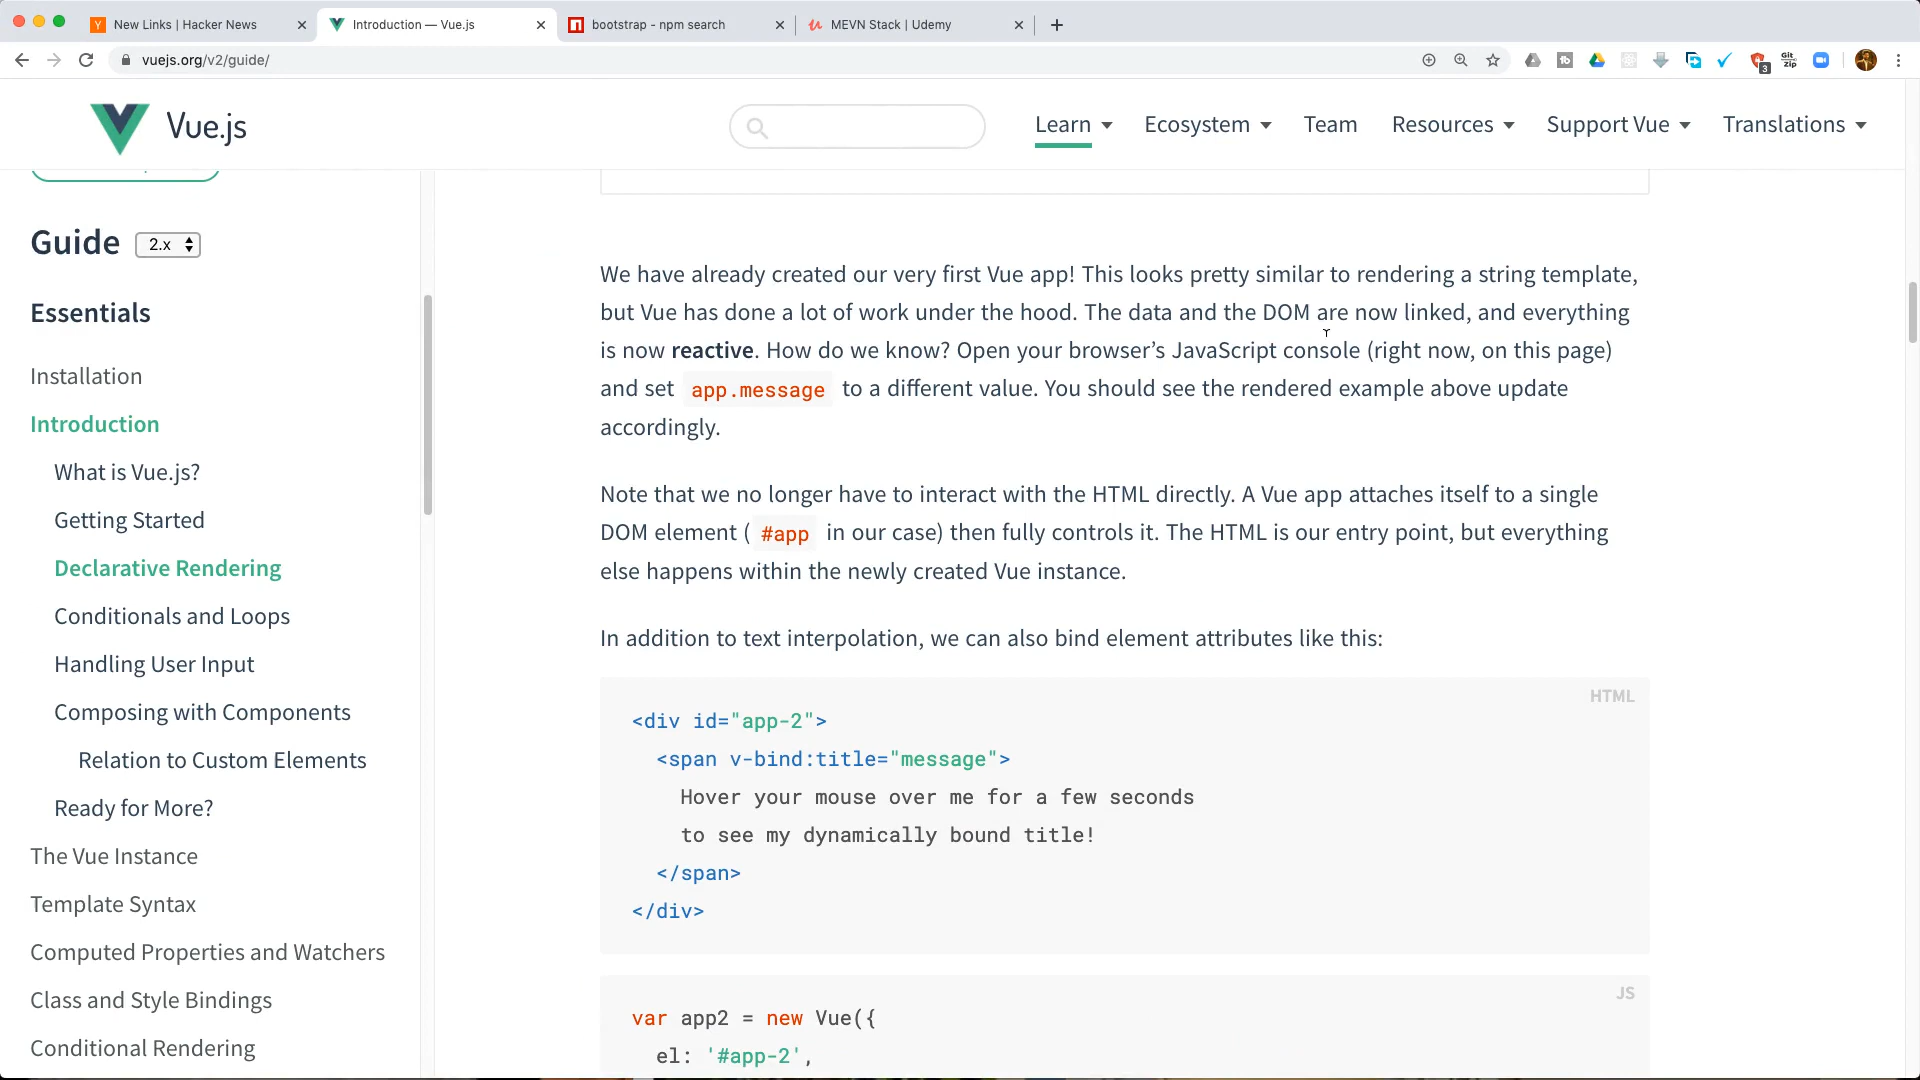 New Links | Hacker News
Introduction — Vue.js
bootstrap - npm search
MEVN Stack | Udemy
vuejs.org/v2/guide/
3
Git
zip
Vue.js
Learn
Ecosystem
Team
Resources
Support Vue
Translations
Guide
2.x
Essentials
Installation
Introduction
What is Vue.js?
Getting Started
Declarative Rendering
Conditionals and Loops
Handling User Input
Composing with Components
Relation to Custom Elements
Ready for More?
The Vue Instance
Template Syntax
Computed Properties and Watchers
Class and Style Bindings
Conditional Rendering
We have already created our very first Vue app! This looks pretty similar to rendering a string template,
but Vue has done a lot of work under the hood. The data and the DOM are now linked, and everything
is now reactive. How do we know? Open your browser’s JavaScript console (right now, on this page)
and set app.message to a different value. You should see the rendered example above update
accordingly.
Note that we no longer have to interact with the HTML directly. A Vue app attaches itself to a single
DOM element ( #app in our case) then fully controls it. The HTML is our entry point, but everything
else happens within the newly created Vue instance.
In addition to text interpolation, we can also bind element attributes like this:
HTML
<div id="app-2">
<span v-bind:title="message">
Hover your mouse over me for a few seconds
to see my dynamically bound title!
</span>
</div>
JS
var app2 = new Vue({
el: '#app-2',